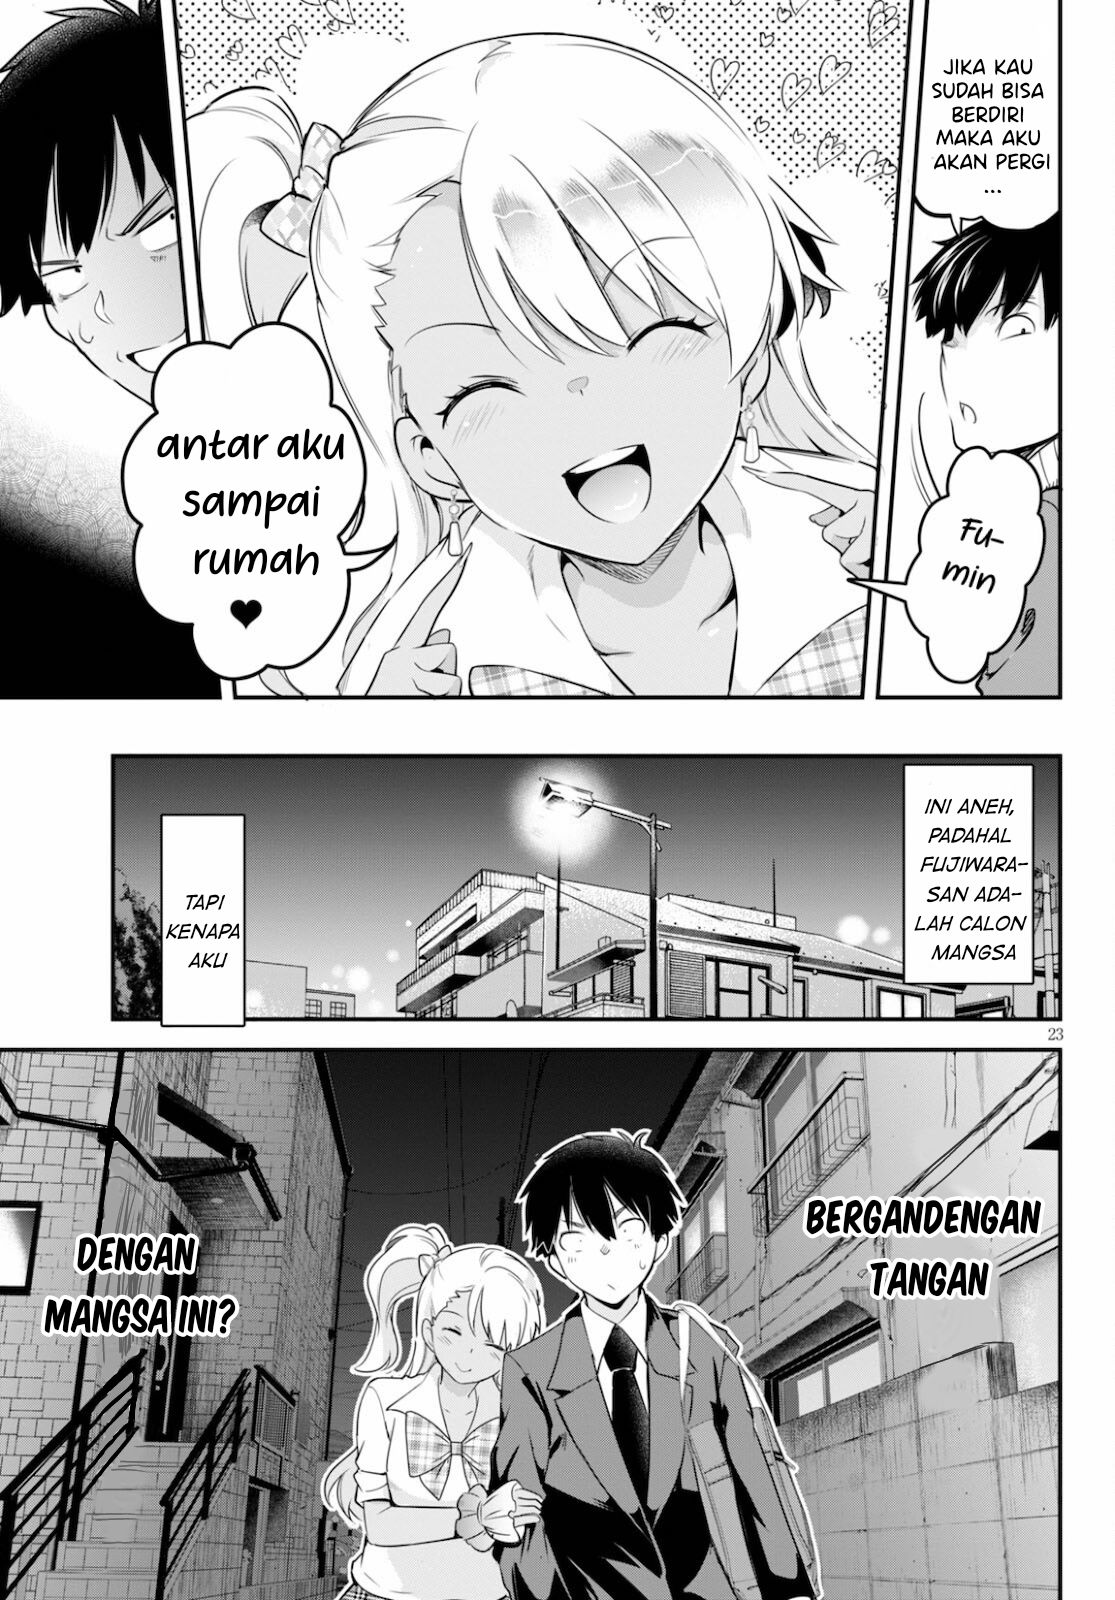 JIKA KAU
SUDAH BISA
BERDIRI
MAKA AKU
AKAN PERGI
...
Fu-
min
antar aku
sampai
rumah
♥
INI ANEH,
PADAHAL
FUJIWARA-
SAN ADA-
LAH CALON
MANGSA
TAPI
KENAPA
AKU
23
BERGANDENGAN
TANGAN
DENGAN
MANGSA INI?